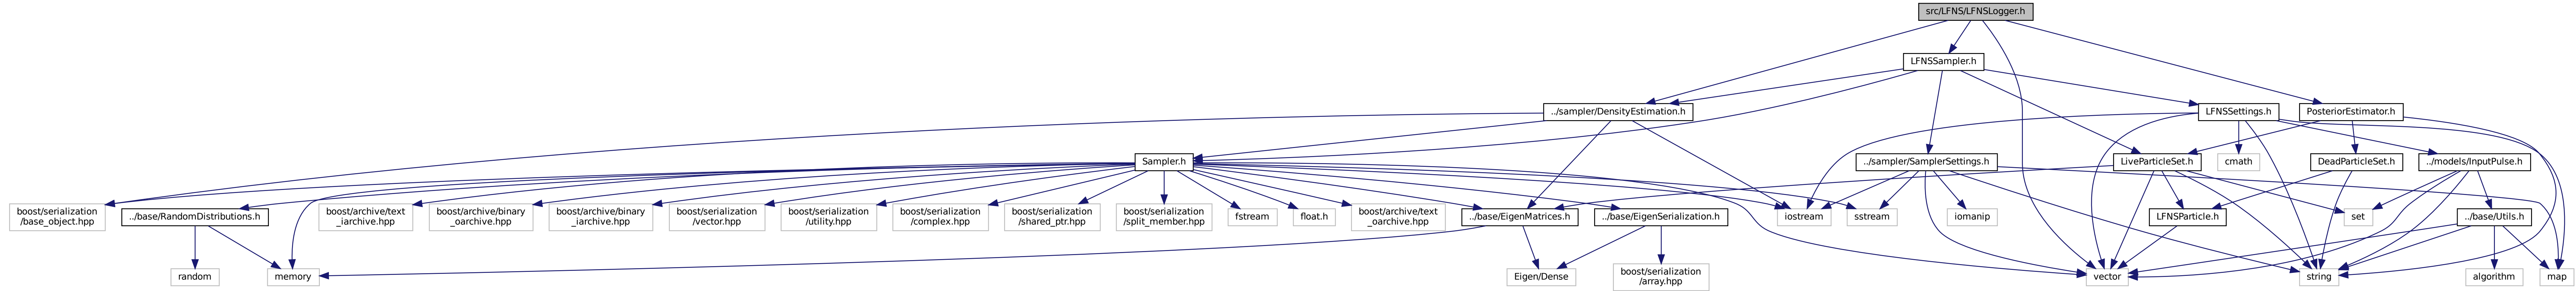 src/LFNS/LFNSLogger.h
LFNSSampler.h
../sampler/DensityEstimation.h
LFNSSettings.h
PosteriorEstimator.h
Sampler.h
../sampler/SamplerSettings.h
LiveParticleSet.h
cmath
DeadParticleSet.h
../models/InputPulse.h
boost/serialization
/base_object.hpp
../base/RandomDistributions.h
boost/archive/text
_iarchive.hpp
boost/archive/binary
_oarchive.hpp
boost/archive/binary
_iarchive.hpp
boost/serialization
/vector.hpp
boost/serialization
/utility.hpp
boost/serialization
/complex.hpp
boost/serialization
/shared_ptr.hpp
boost/serialization
/split_member.hpp
fstream
float.h
boost/archive/text
_oarchive.hpp
../base/EigenMatrices.h
../base/EigenSerialization.h
iostream
sstream
iomanip
LFNSParticle.h
set
../base/Utils.h
random
memory
Eigen/Dense
boost/serialization
/array.hpp
vector
string
algorithm
map